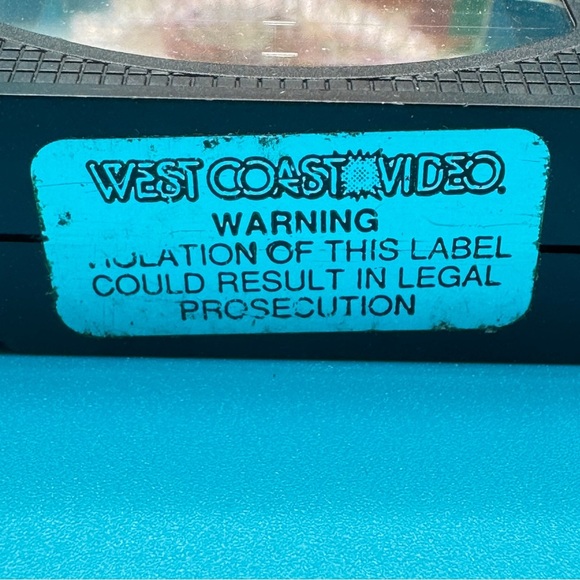 WEST COAST VIDEO
WARNING
VIOLATION OF THIS LABEL
COULD RESULT IN LEGAL
PROSECUTION